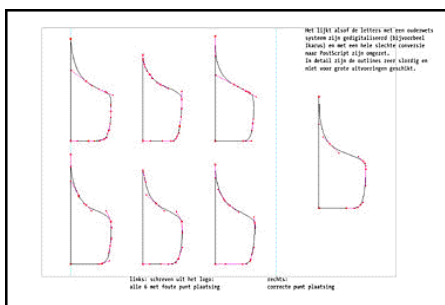 Het lijkt alsof de letters met een ouderwets
systeem zijn gedigitaliseerd (bijvoorbeeld
Ikarus) en met een hele slechte conversie
naar PostScript zijn omgezet.
In detail zijn de outlines zeer slordig en
niet voor grote uitvoeringen geschikt.
links: schreven uit het logo:
alle 6 met foute punt plaatsing
rechts:
correcte punt plaatsing